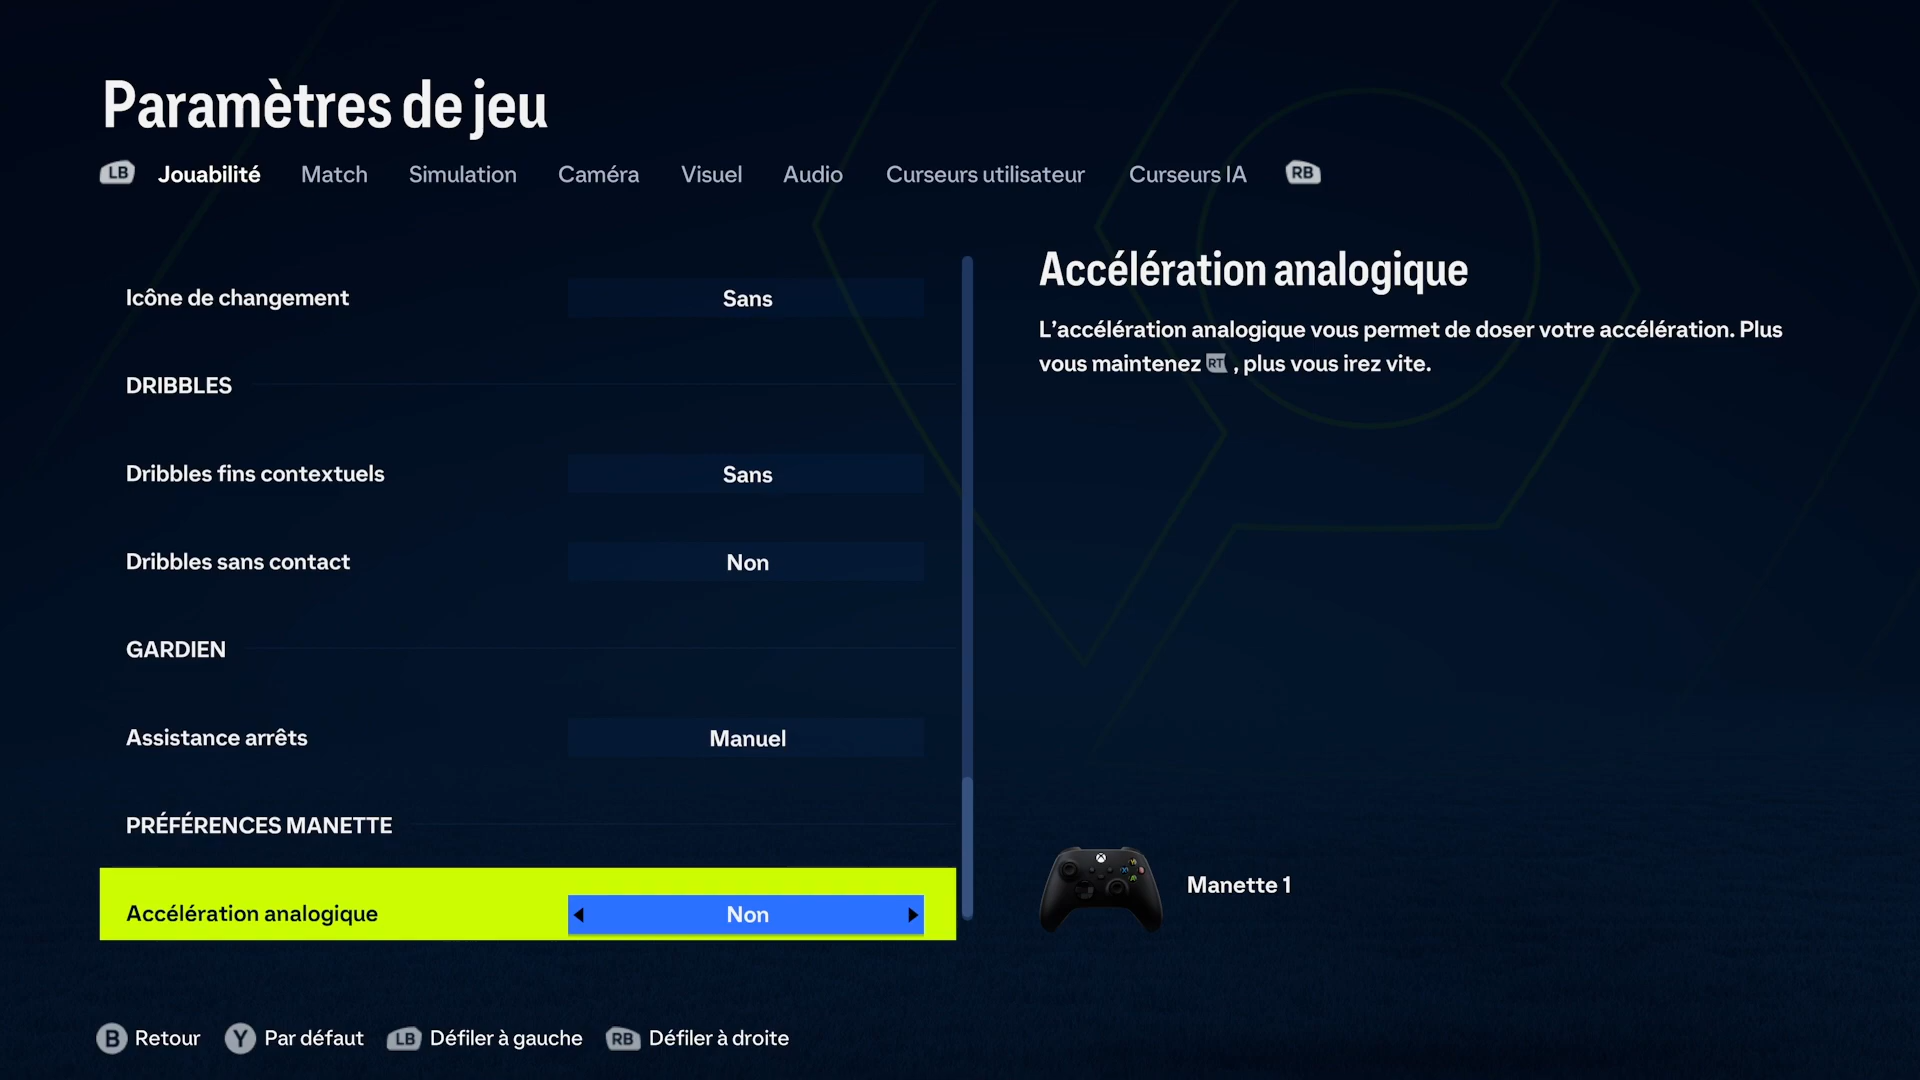 Paramètres de jeu
LB Jouabilité Match Simulation Caméra Visuel Audio Curseurs utilisateur Curseurs IA RB
Icône de changement Sans
DRIBBLES
Dribbles fins contextuels Sans
Dribbles sans contact Non
GARDIEN
Assistance arrêts Manuel
PRÉFÉRENCES MANETTE
Accélération analogique Non
Accélération analogique
L’accélération analogique vous permet de doser votre accélération. Plus
vous maintenez RT , plus vous irez vite.
Manette 1
B Retour Y Par défaut LB Défiler à gauche RB Défiler à droite